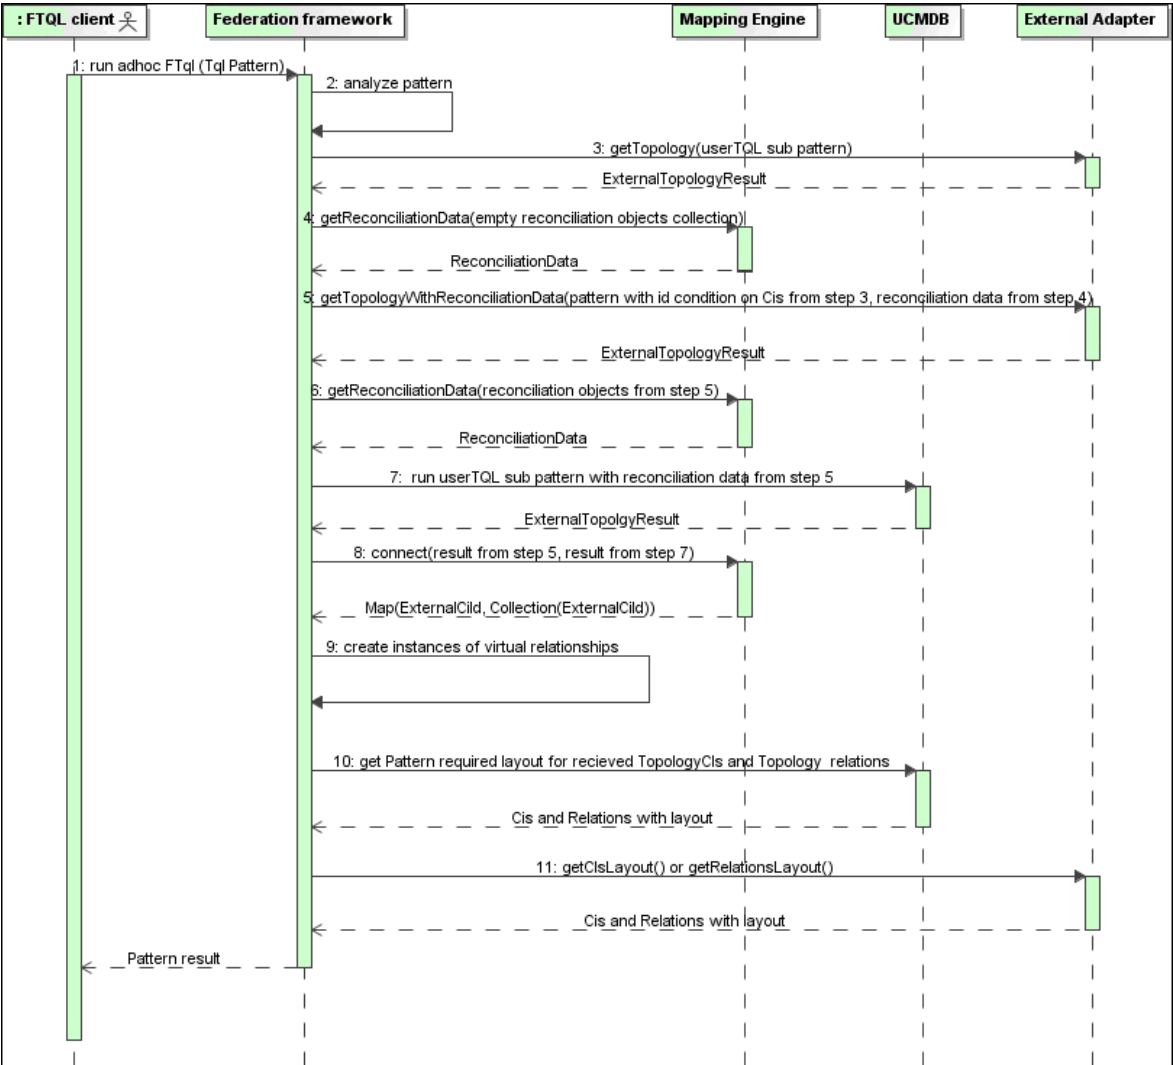 : FTQL client
Federation framework
Mapping Engine
UCMDB
External Adapter
1: run adhoc FTql (Tql Pattern)
2: analyze pattern
3: getTopology(userTQL sub pattern)
ExternalTopologyResult
4: getReconciliationData(empty reconciliation objects collection)
ReconciliationData
5: getTopologyWithReconciliationData(pattern with id condition on Cis from step 3, reconciliation data from step 4)
ExternalTopologyResult
6: getReconciliationData(reconciliation objects from step 5)
ReconciliationData
7: run userTQL sub pattern with reconciliation data from step 5
ExternalTopolgyResult
8: connect(result from step 5, result from step 7)
Map(ExternalCiId, Collection(ExternalCiId))
9: create instances of virtual relationships
10: get Pattern required layout for recieved TopologyCIs and Topology relations
Cis and Relations with layout
11: getCIsLayout() or getRelationsLayout()
Cis and Relations with layout
Pattern result